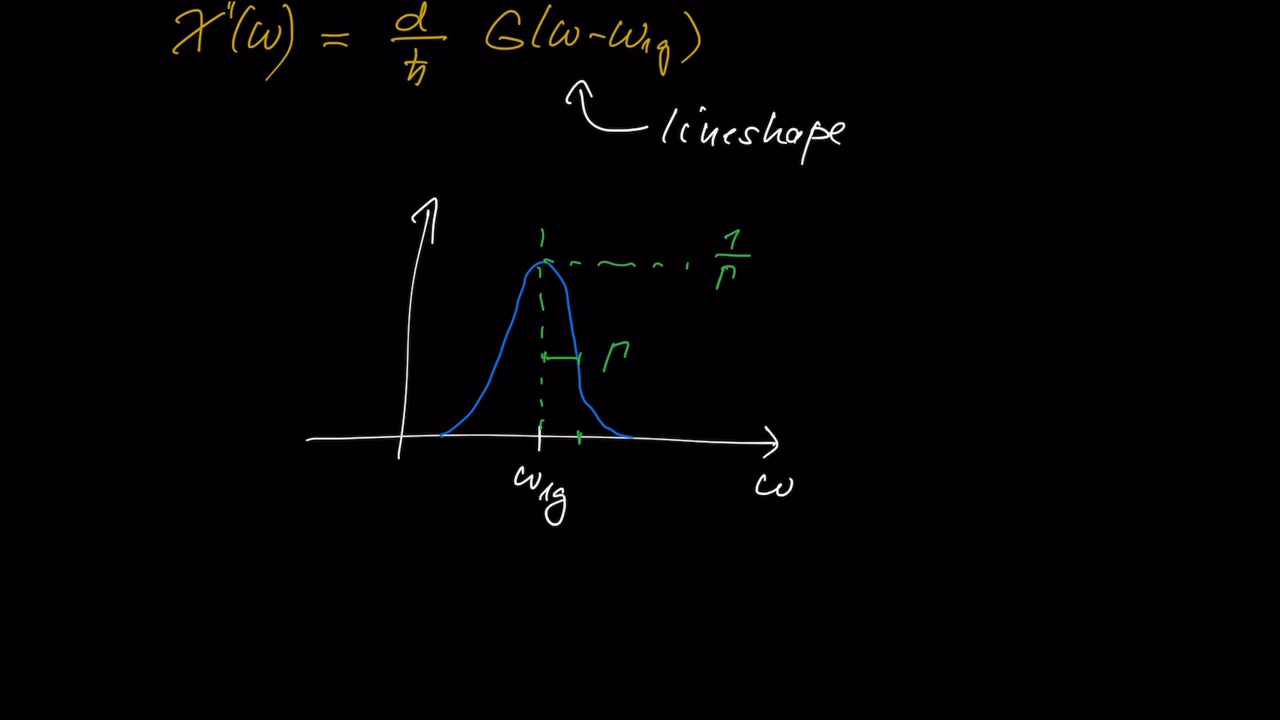 χ''(ω) = d/ħ G(ω-ω1g)
lineshape
1/Γ
Γ
ω1g
ω